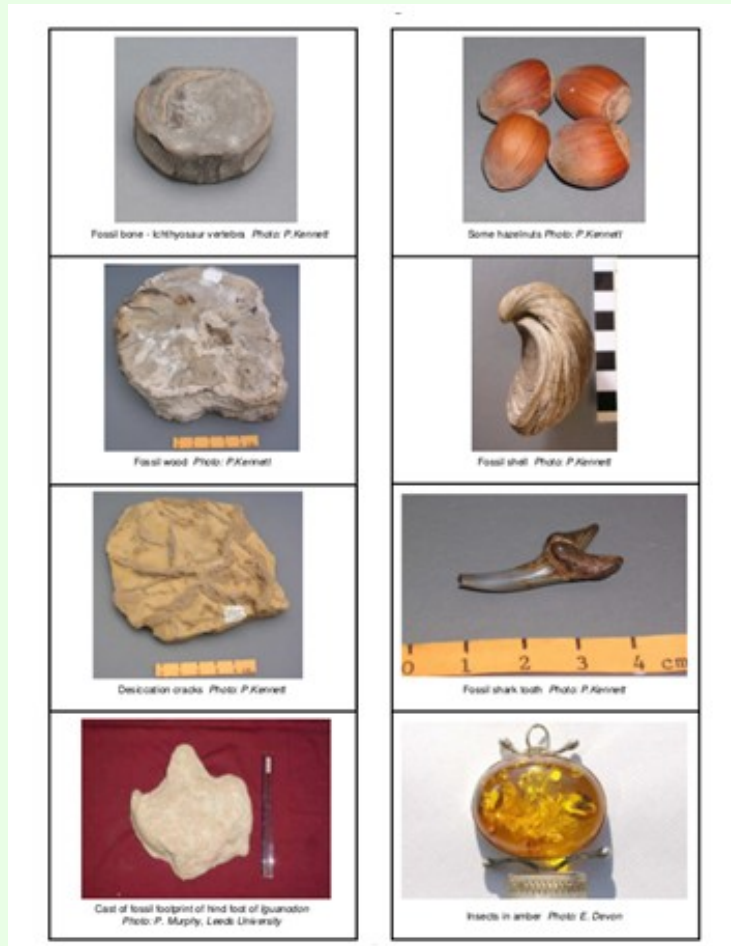 Fossil bone - Ichthyosaur vertebra Photo: P.Kennett
Some hazelnuts Photo: P.Kennett
Fossil wood Photo: P.Kennett
Fossil shell Photo: P.Kennett
Desiccation cracks Photo: P.Kennett
0 1 2 3 4 cm
Fossil shark tooth Photo: P.Kennett
Cast of fossil footprint of hind foot of Iguanodon
Photo: P. Murphy, Leeds University
Insects in amber Photo: E. Devon